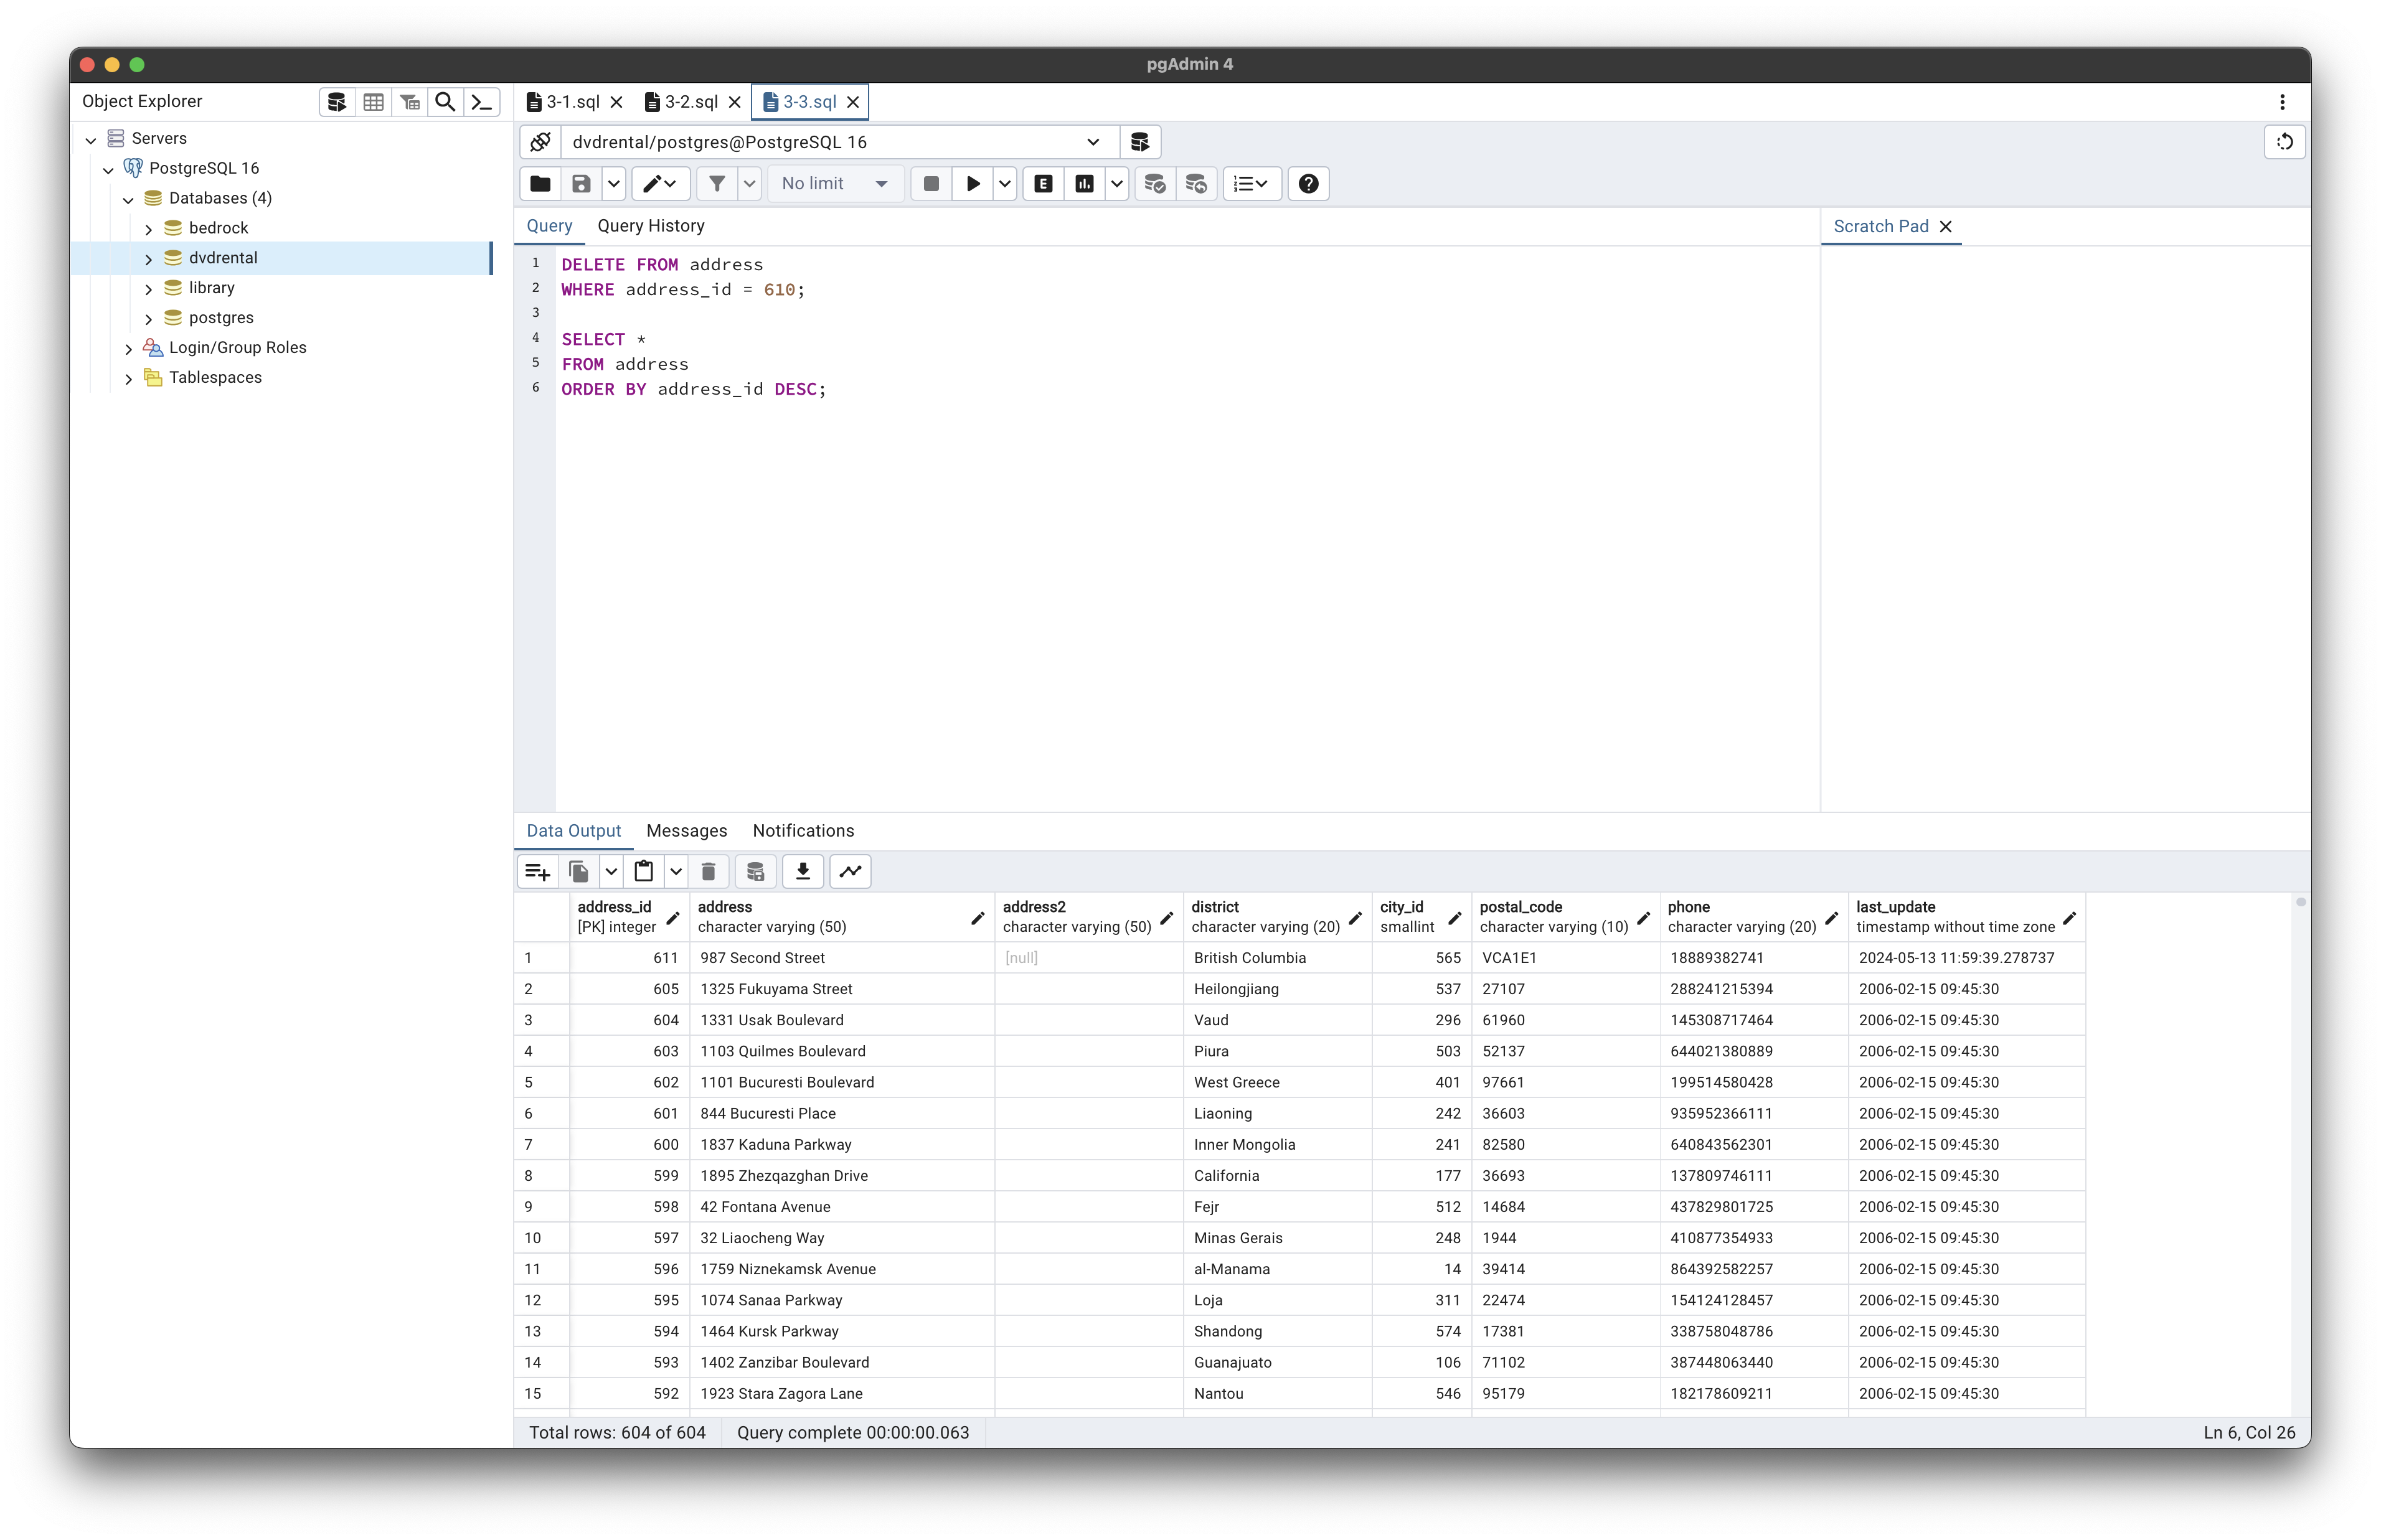 pgAdmin 4
Object Explorer
3-1.sql
3-2.sql
3-3.sql
Servers
PostgreSQL 16
Databases (4)
bedrock
dvdrental
library
postgres
Login/Group Roles
Tablespaces
dvdrental/postgres@PostgreSQL 16
No limit
E
Query
Query History
Scratch Pad
1 DELETE FROM address
2 WHERE address_id = 610;
3
4 SELECT *
5 FROM address
6 ORDER BY address_id DESC;
Data Output
Messages
Notifications
address_id address address2 district city_id postal_code phone last_update
[PK] integer character varying (50) character varying (50) character varying (20) smallint character varying (10) character varying (20) timestamp without time zone
1 611 987 Second Street [null] British Columbia 565 VCA1E1 18889382741 2024-05-13 11:59:39.278737
2 605 1325 Fukuyama Street Heilongjiang 537 27107 288241215394 2006-02-15 09:45:30
3 604 1331 Usak Boulevard Vaud 296 61960 145308717464 2006-02-15 09:45:30
4 603 1103 Quilmes Boulevard Piura 503 52137 644021380889 2006-02-15 09:45:30
5 602 1101 Bucuresti Boulevard West Greece 401 97661 199514580428 2006-02-15 09:45:30
6 601 844 Bucuresti Place Liaoning 242 36603 935952366111 2006-02-15 09:45:30
7 600 1837 Kaduna Parkway Inner Mongolia 241 82580 640843562301 2006-02-15 09:45:30
8 599 1895 Zhezqazghan Drive California 177 36693 137809746111 2006-02-15 09:45:30
9 598 42 Fontana Avenue Fejr 512 14684 437829801725 2006-02-15 09:45:30
10 597 32 Liaocheng Way Minas Gerais 248 1944 410877354933 2006-02-15 09:45:30
11 596 1759 Niznekamsk Avenue al-Manama 14 39414 864392582257 2006-02-15 09:45:30
12 595 1074 Sanaa Parkway Loja 311 22474 154124128457 2006-02-15 09:45:30
13 594 1464 Kursk Parkway Shandong 574 17381 338758048786 2006-02-15 09:45:30
14 593 1402 Zanzibar Boulevard Guanajuato 106 71102 387448063440 2006-02-15 09:45:30
15 592 1923 Stara Zagora Lane Nantou 546 95179 182178609211 2006-02-15 09:45:30
Total rows: 604 of 604
Query complete 00:00:00.063
Ln 6, Col 26